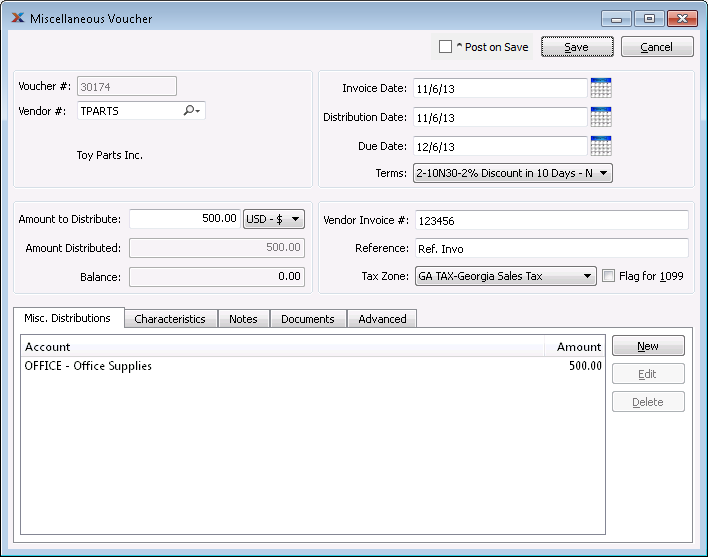 Miscellaneous Voucher
^ Post on Save Save Cancel
Voucher #: 30174
Vendor #: TPARTS
Toy Parts Inc.
Invoice Date: 11/6/13
Distribution Date: 11/6/13
Due Date: 12/6/13
Terms: 2-10N30-2% Discount in 10 Days - N
Amount to Distribute: 500.00 USD - $
Amount Distributed: 500.00
Balance: 0.00
Vendor Invoice #: 123456
Reference: Ref. Invo
Tax Zone: GA TAX-Georgia Sales Tax Flag for 1099
Misc. Distributions Characteristics Notes Documents Advanced
Account Amount
OFFICE - Office Supplies 500.00
New
Edit
Delete